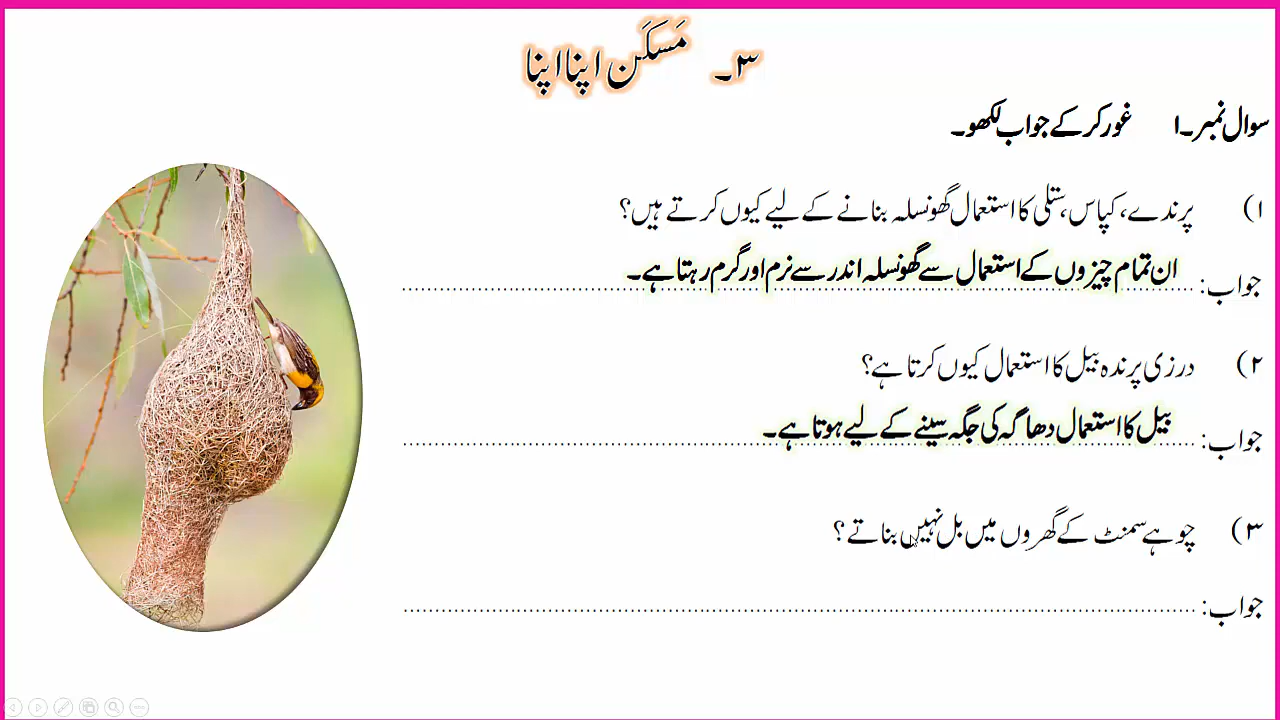 ۳۔ مَسکَن اپنا اپنا
سوال نمبر۔۱ غور کر کے جواب لکھو۔
۱) پرندے، کپاس، ستلی کا استعمال گھونسلہ بنانے کے لیے کیوں کرتے ہیں؟
جواب: ان تمام چیزوں کے استعمال سے گھونسلہ اندر سے نرم اور گرم رہتا ہے۔
۲) درزی پرندہ بیل کا استعمال کیوں کرتا ہے؟
جواب: بیل کا استعمال دھاگہ کی جگہ سینے کے لیے ہوتا ہے۔
۳) چوہے سمنٹ کے گھروں میں بل نہیں بناتے؟
جواب: